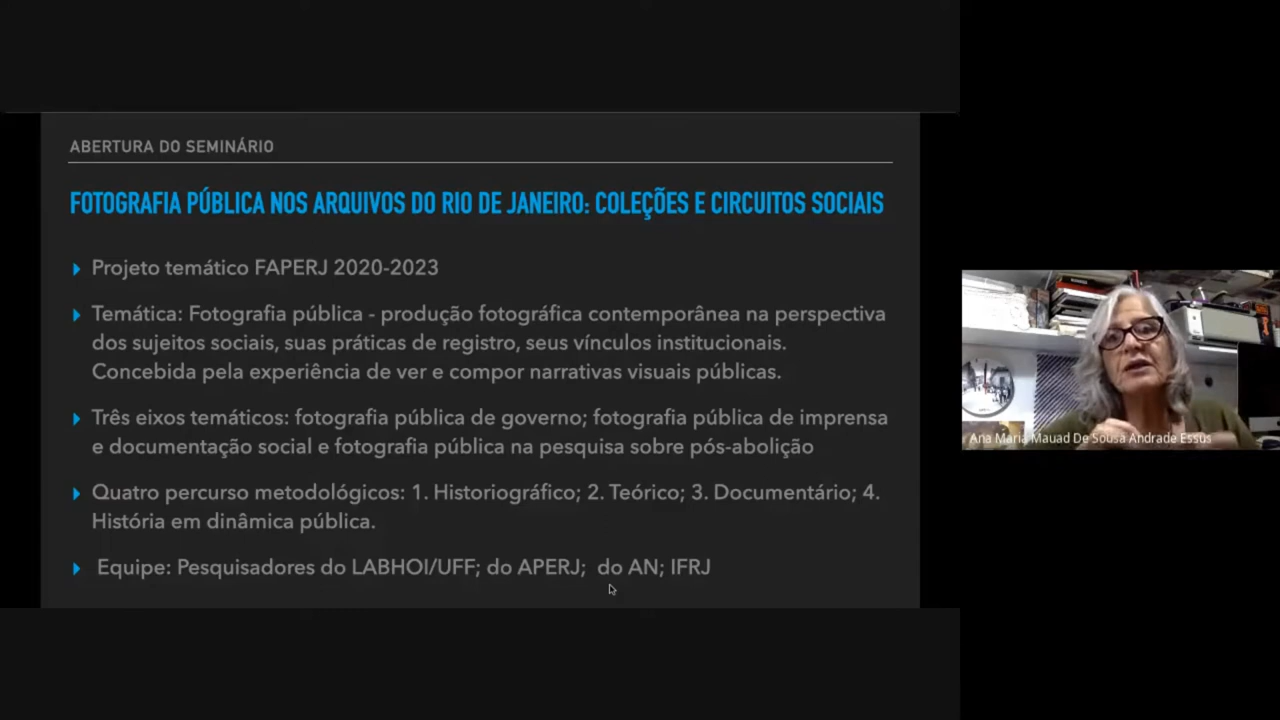 ABERTURA DO SEMINÁRIO
FOTOGRAFIA PÚBLICA NOS ARQUIVOS DO RIO DE JANEIRO: COLEÇÕES E CIRCUITOS SOCIAIS
Projeto temático FAPERJ 2020-2023
Temática: Fotografia pública - produção fotográfica contemporânea na perspectiva
dos sujeitos sociais, suas práticas de registro, seus vínculos institucionais.
Concebida pela experiência de ver e compor narrativas visuais públicas.
Três eixos temáticos: fotografia pública de governo; fotografia pública de imprensa
e documentação social e fotografia pública na pesquisa sobre pós-abolição
Quatro percurso metodológicos: 1. Historiográfico; 2. Teórico; 3. Documentário; 4.
História em dinâmica pública.
Equipe: Pesquisadores do LABHOI/UFF; do APERJ; do AN; IFRJ
Ana Maria Mauad De Sousa Andrade Essus